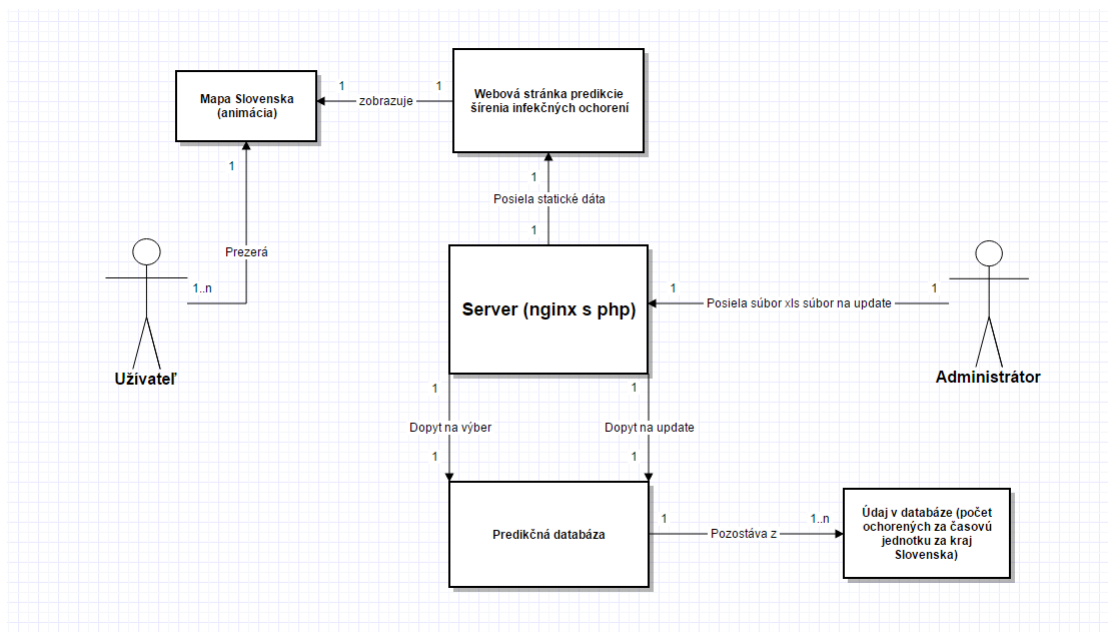 Mapa Slovenska
(animácia)
1
zobrazuje
1
Webová stránka predikcie
šírenia infekčných ochorení
1
Posiela statické dáta
1
1
Prezerá
1..n
Užívateľ
Server (nginx s php)
1
Posiela súbor xls súbor na update
1
Administrátor
1
Dopyt na výber
1
1
Dopyt na update
1
Predikčná databáza
1
Pozostáva z
1..n
Údaj v databáze (počet
ochorených za časovú
jednotku za kraj
Slovenska)